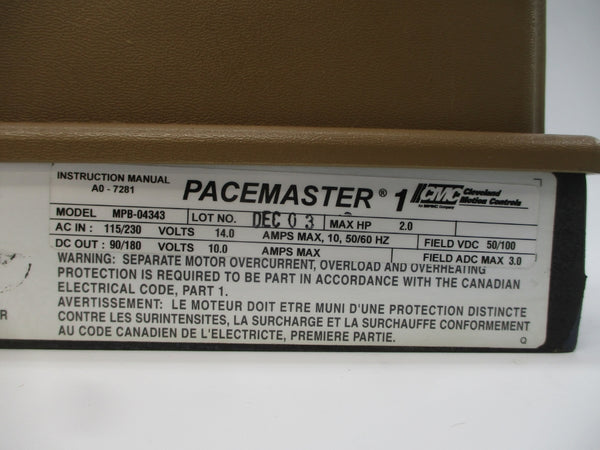 INSTRUCTION MANUAL
A0 - 7281
PACEMASTER ® 1
CMC Cleveland
Motion Controls
MODEL MPB-04343 LOT NO. DEC 03 MAX HP 2.0
AC IN : 115/230 VOLTS 14.0 AMPS MAX, 10, 50/60 HZ FIELD VDC 50/100
DC OUT : 90/180 VOLTS 10.0 AMPS MAX FIELD ADC MAX 3.0
WARNING: SEPARATE MOTOR OVERCURRENT, OVERLOAD AND OVERHEATING
PROTECTION IS REQUIRED TO BE PART IN ACCORDANCE WITH THE CANADIAN
ELECTRICAL CODE, PART 1.
AVERTISSEMENT: LE MOTEUR DOIT ETRE MUNI D'UNE PROTECTION DISTINCTE
CONTRE LES SURINTENSITES, LA SURCHARGE ET LA SURCHAUFFE CONFORMEMENT
AU CODE CANADIEN DE L'ELECTRICTE, PREMIERE PARTIE.
Q